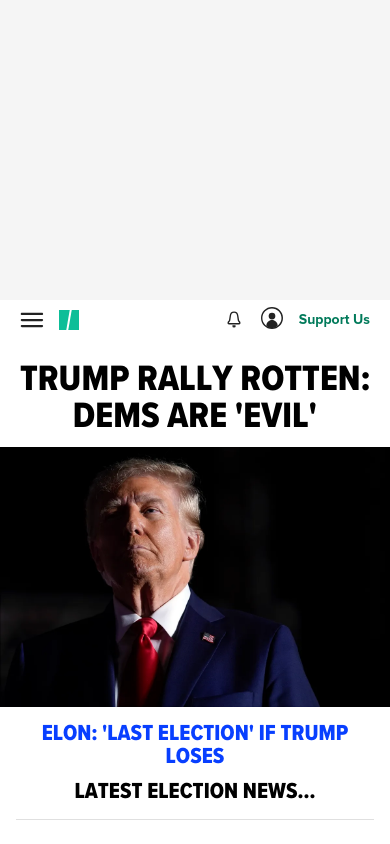 Support Us
TRUMP RALLY ROTTEN:
DEMS ARE 'EVIL'
ELON: 'LAST ELECTION' IF TRUMP
LOSES
LATEST ELECTION NEWS...